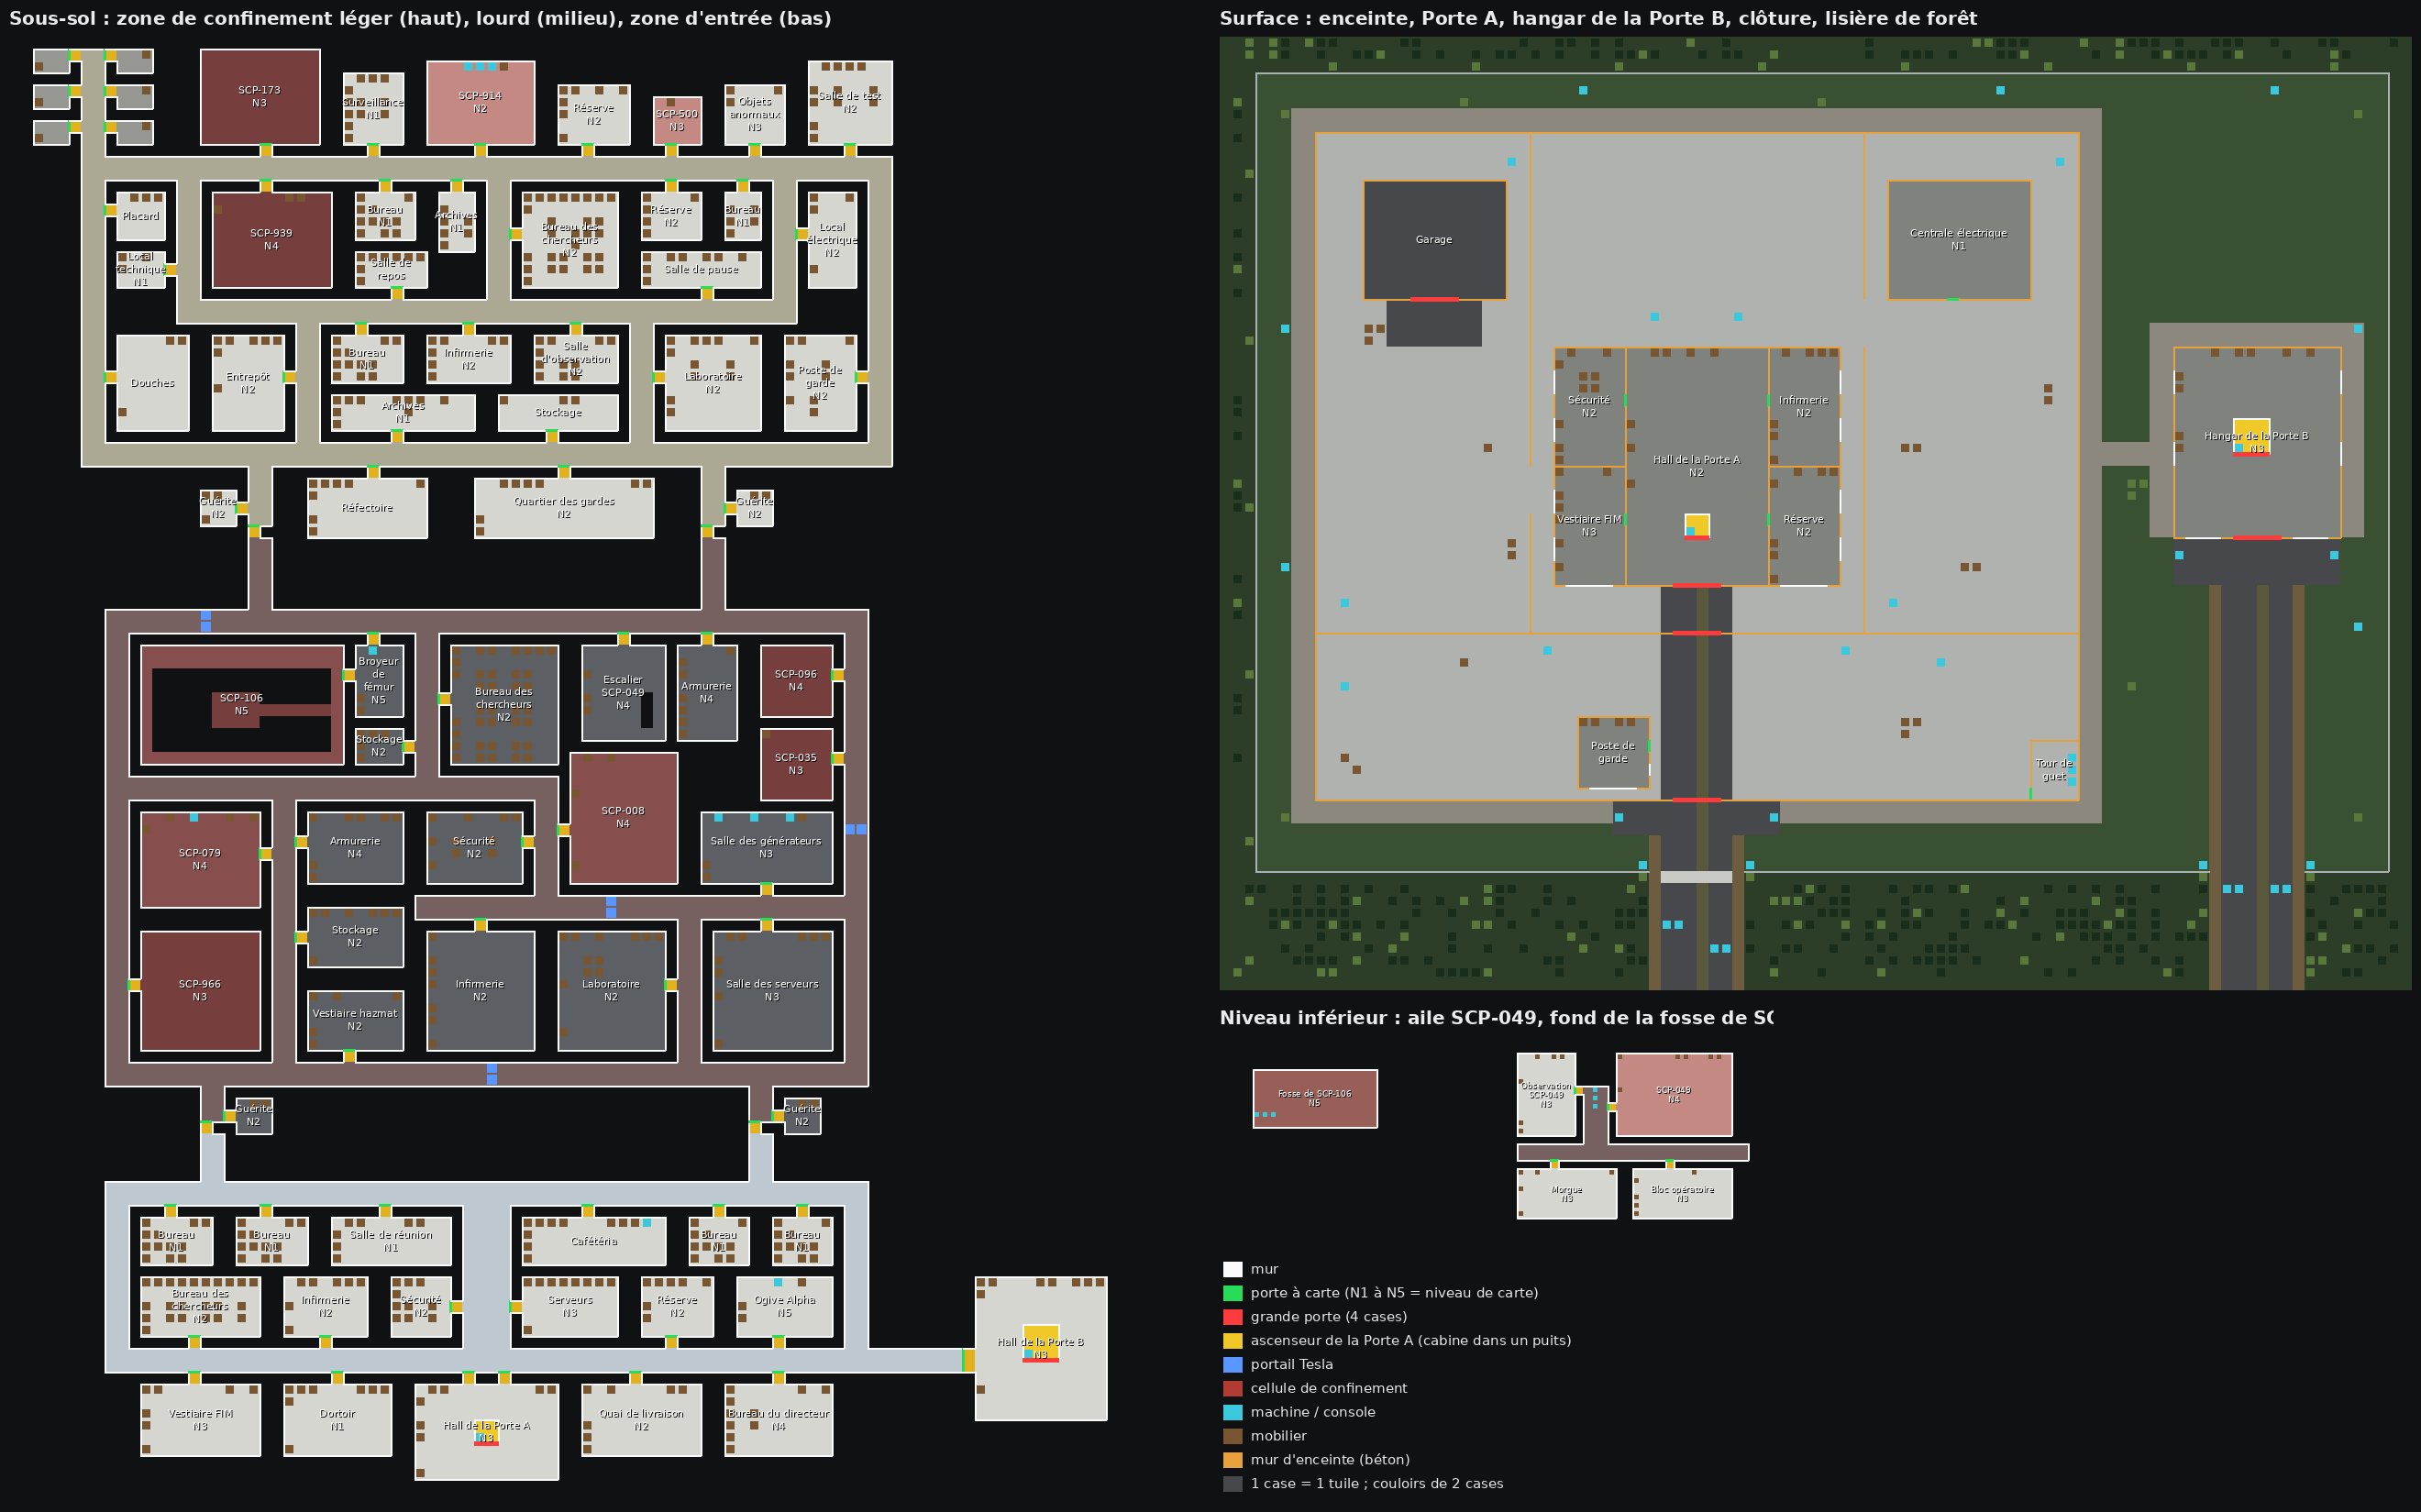 Sous-sol : zone de confinement léger (haut), lourd (milieu), zone d'entrée (bas)
SCP-173
N3
Surveillance
N1
SCP-914
N2
Réserve
N2
SCP-500
N3
Objets
anormaux
N3
Salle de test
N2
Placard
SCP-939
N4
Bureau
N1
Archives
N1
Bureau des
chercheurs
N2
Réserve
N2
Bureau
N1
Local
électrique
N2
Local
technique
N1
Salle de
repos
Salle de pause
Douches
Entrepôt
N2
Bureau
N1
Infirmerie
N2
Salle
d'observation
N2
Laboratoire
N2
Poste de
garde
N2
Archives
N1
Stockage
Guérite
N2
Réfectoire
Quartier des gardes
N2
Guérite
N2
SCP-106
N5
Broyeur
de
fémur
N5
Stockage
N2
Bureau des
chercheurs
N2
Escalier
SCP-049
N4
Armurerie
N4
SCP-096
N4
SCP-035
N3
SCP-008
N4
SCP-079
N4
Armurerie
N4
Sécurité
N2
Salle des générateurs
N3
Stockage
N2
SCP-966
N3
Vestiaire hazmat
N2
Infirmerie
N2
Laboratoire
N2
Salle des serveurs
N3
Guérite
N2
Guérite
N2
Bureau
N1
Bureau
N1
Salle de réunion
N1
Cafétéria
Bureau
N1
Bureau
N1
Bureau des
chercheurs
N2
Infirmerie
N2
Sécurité
N2
Serveurs
N3
Réserve
N2
Ogive Alpha
N5
Hall de la Porte B
N3
Vestiaire FIM
N3
Dortoir
N1
Hall de la Porte A
N3
Quai de livraison
N2
Bureau du directeur
N4
Surface : enceinte, Porte A, hangar de la Porte B, clôture, lisière de forêt
Garage
Centrale électrique
N1
Sécurité
N2
Infirmerie
N2
Hall de la Porte A
N2
Vestiaire FIM
N3
Réserve
N2
Hangar de la Porte B
N3
Poste de
garde
Tour de
guet
Niveau inférieur : aile SCP-049, fond de la fosse de SC
Fosse de SCP-106
N5
Observation
SCP-049
N3
SCP-049
N4
Morgue
N3
Bloc opératoire
N3
mur
porte à carte (N1 à N5 = niveau de carte)
grande porte (4 cases)
ascenseur de la Porte A (cabine dans un puits)
portail Tesla
cellule de confinement
machine / console
mobilier
mur d'enceinte (béton)
1 case = 1 tuile ; couloirs de 2 cases